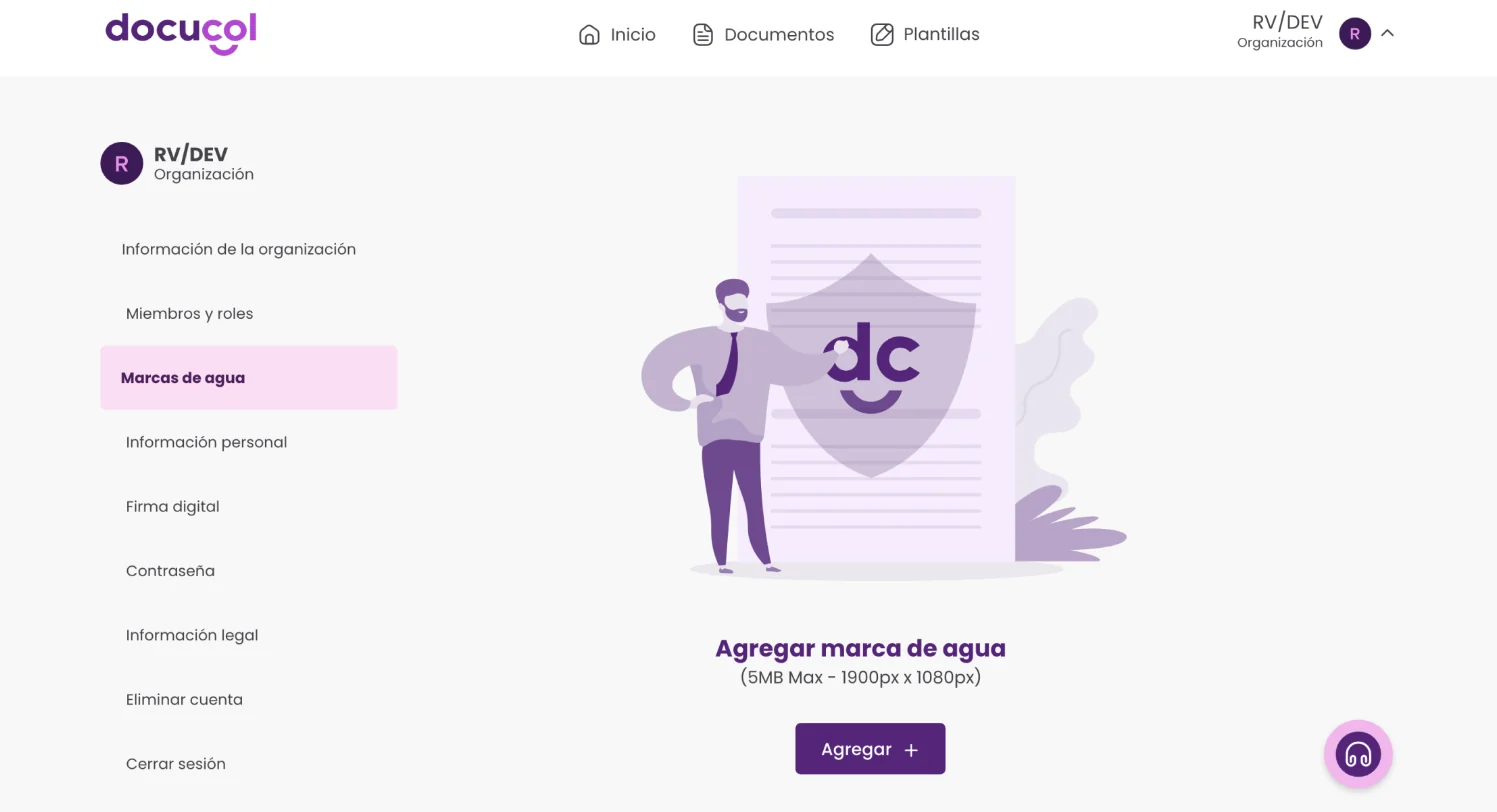 docucol
Inicio
Documentos
Plantillas
RV/DEV
Organización
R
R
RV/DEV
Organización
Información de la organización
Miembros y roles
Marcas de agua
Información personal
Firma digital
Contraseña
Información legal
Eliminar cuenta
Cerrar sesión
dc
Agregar marca de agua
(5MB Max - 1900px x 1080px)
Agregar +